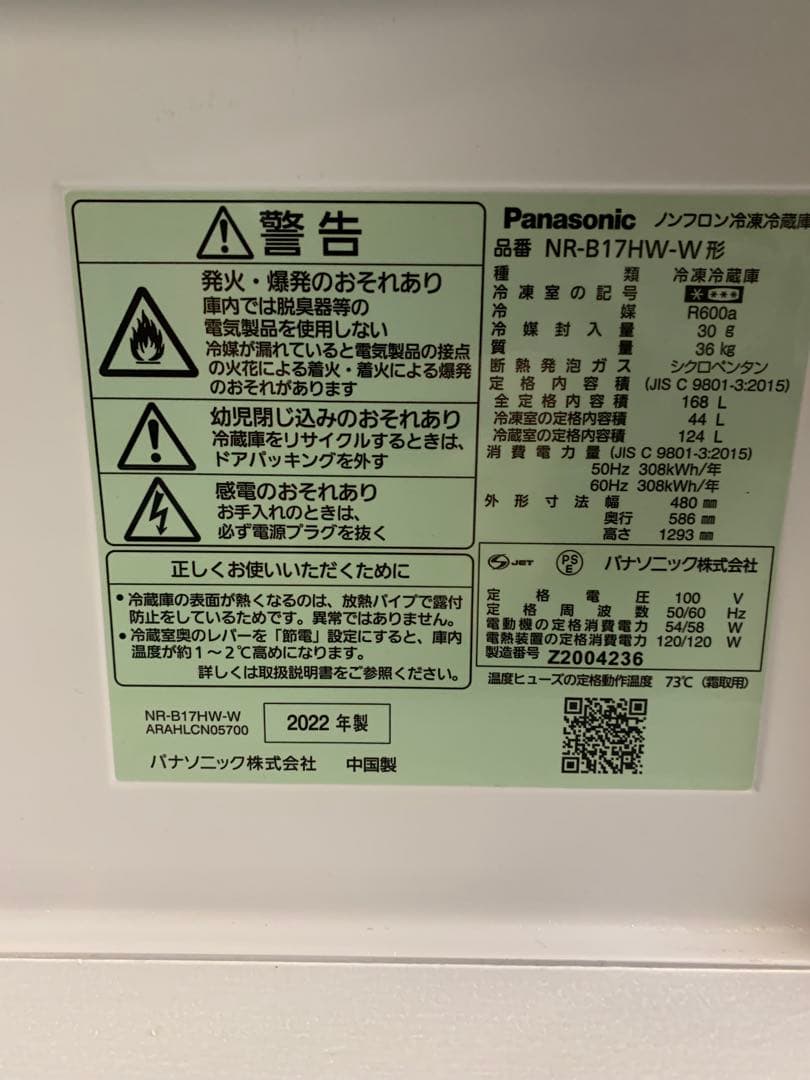 警告
発火・爆発のおそれあり
庫内では脱臭器等の
電気製品を使用しない
冷媒が漏れていると電気製品の接点
の火花による着火・着火による爆発
のおそれがあります
幼児閉じ込みのおそれあり
冷蔵庫をリサイクルするときは、
ドアパッキングを外す
感電のおそれあり
お手入れのときは、
必ず電源プラグを抜く
正しくお使いいただくために
•冷蔵庫の表面が熱くなるのは、放熱パイプで露付
防止をしているためです。異常ではありません。
•冷蔵室奥のレバーを「節電」設定にすると、庫内
温度が約1~2℃高めになります。
詳しくは取扱説明書をご参照ください。
NR-B17HW-W
ARAHLCN05700
2022 年製
パナソニック株式会社 中国製
Panasonic ノンフロン冷凍冷蔵庫
品番 NR-B17HW-W形
種類 冷凍冷蔵庫
冷凍室の記号 * ***
冷媒 R600a
冷媒封入量 30 g
質量 36 kg
断熱発泡ガス シクロペンタン
定格内容積 (JIS C 9801-3:2015)
全定格内容積 168 L
冷凍室の定格内容積 44 L
冷蔵室の定格内容積 124 L
消費電力量 (JIS C 9801-3:2015)
50Hz 308kWh/年
60Hz 308kWh/年
外形寸法 幅 480 mm
奥行 586 mm
高さ 1293 mm
S JET PS E パナソニック株式会社
定格電圧 100 V
定格周波数 50/60 Hz
電動機の定格消費電力 54/58 W
電熱装置の定格消費電力 120/120 W
製造番号 Z2004236
温度ヒューズの定格動作温度 73℃ (霜取用)